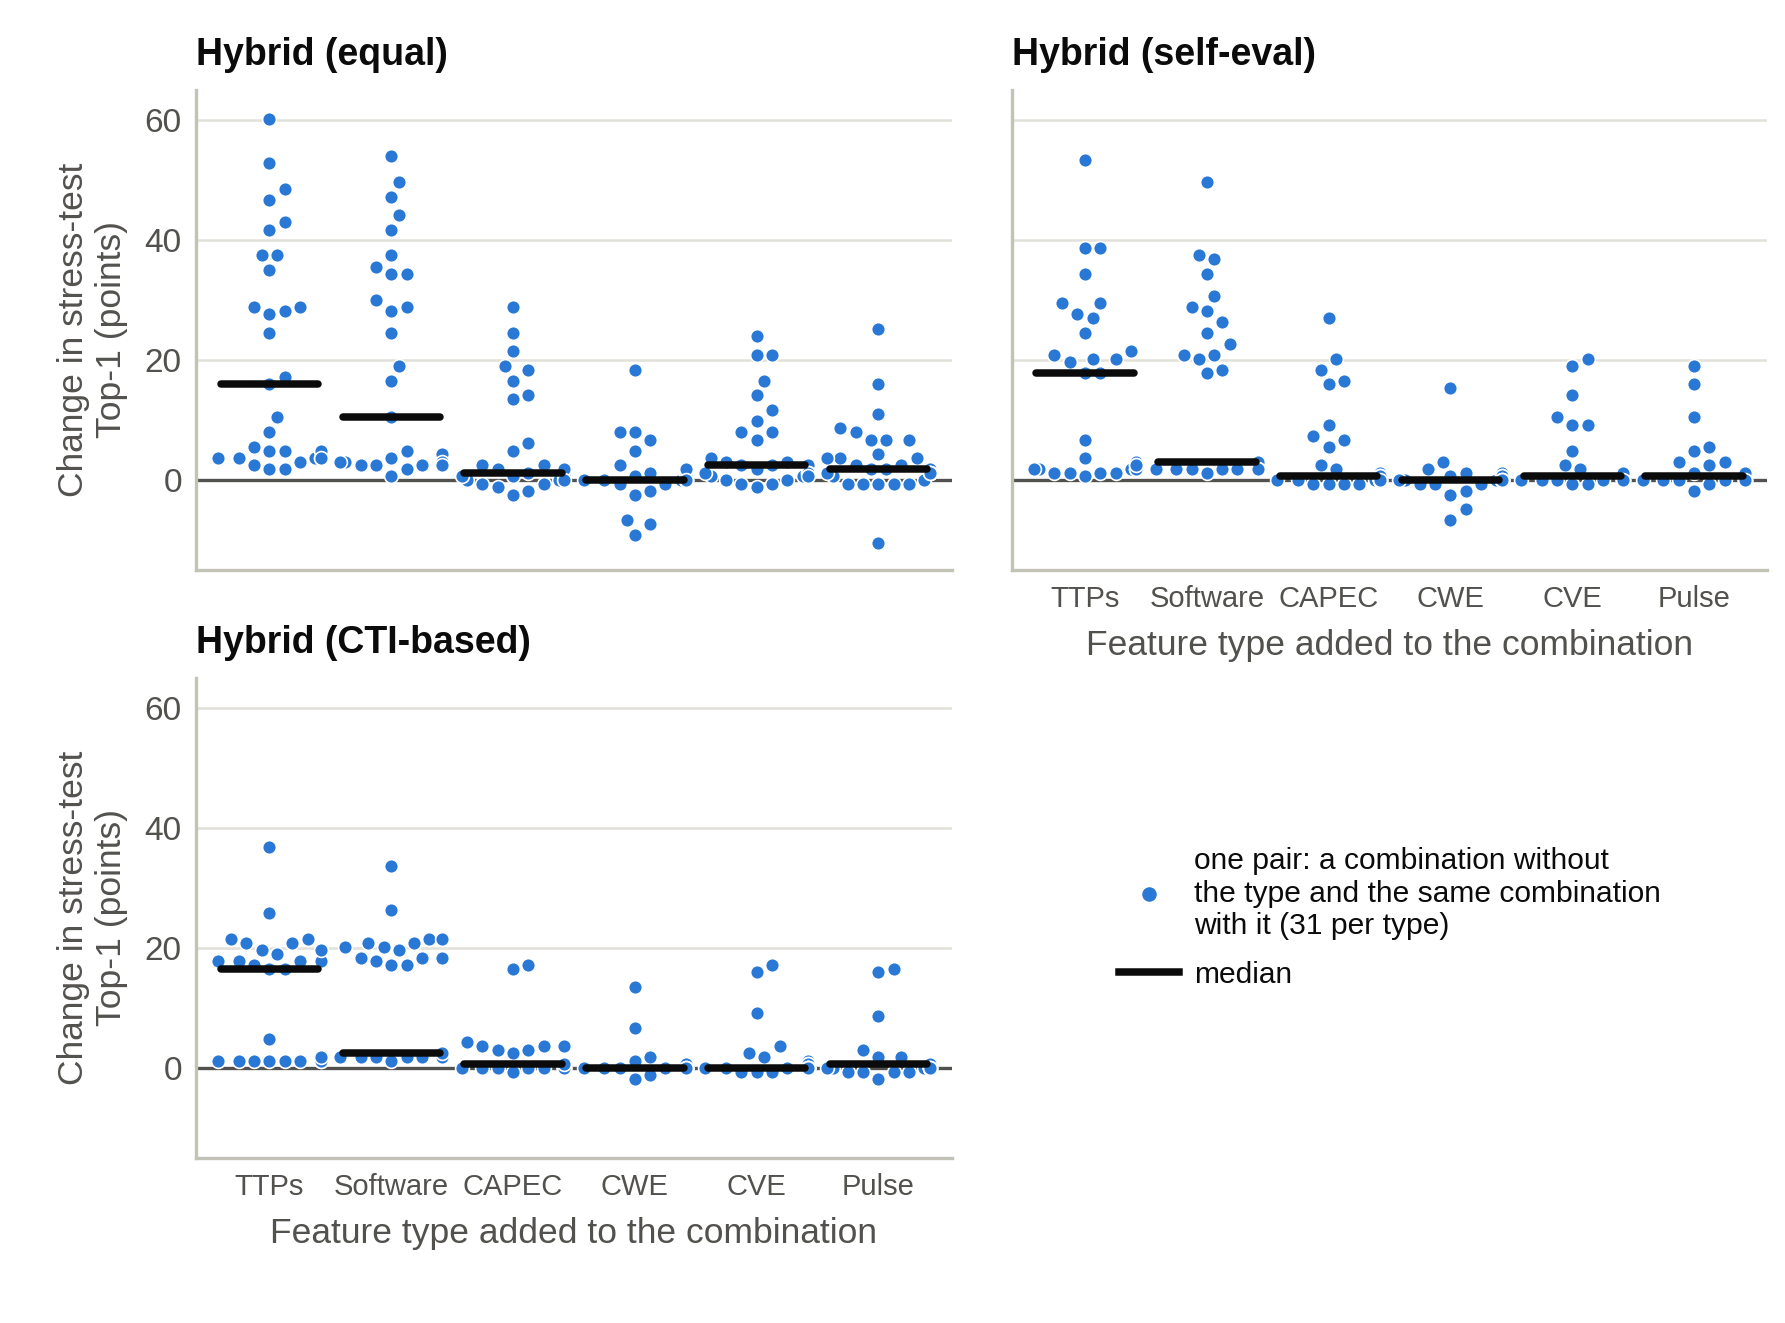 Hybrid (equal)
Change in stress-test
Top-1 (points)
60
40
20
0
Hybrid (self-eval)
TTPs Software CAPEC CWE CVE Pulse
Feature type added to the combination
Hybrid (CTI-based)
Change in stress-test
Top-1 (points)
60
40
20
0
TTPs Software CAPEC CWE CVE Pulse
Feature type added to the combination
one pair: a combination without
the type and the same combination
with it (31 per type)
median